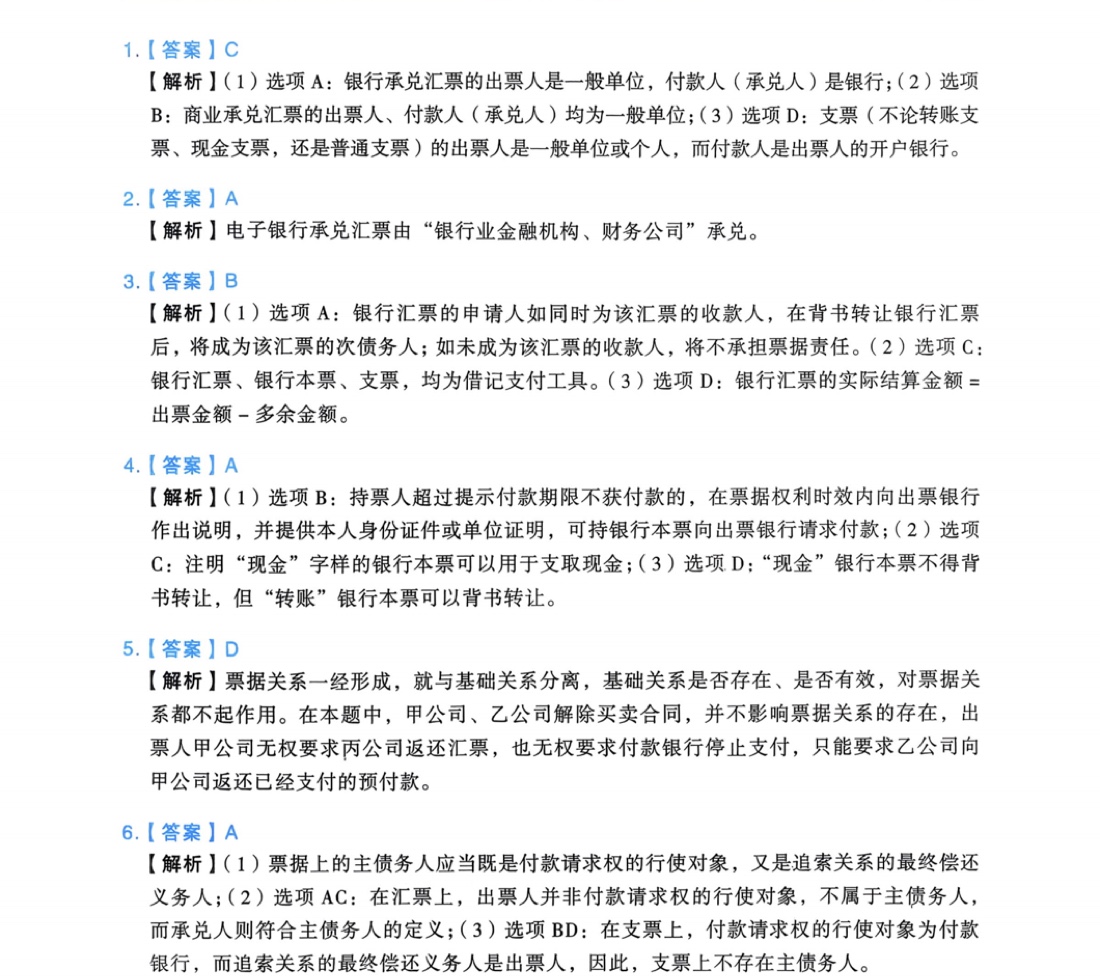 1.【答案】C
【解析】(1)选项 A：银行承兑汇票的出票人是一般单位，付款人（承兑人）是银行；(2)选项
B：商业承兑汇票的出票人、付款人（承兑人）均为一般单位；(3)选项 D：支票（不论转账支
票、现金支票，还是普通支票）的出票人是一般单位或个人，而付款人是出票人的开户银行。
2.【答案】A
【解析】电子银行承兑汇票由“银行业金融机构、财务公司”承兑。
3.【答案】B
【解析】(1)选项 A：银行汇票的申请人如同时为该汇票的收款人，在背书转让银行汇票
后，将成为该汇票的次债务人；如未成为该汇票的收款人，将不承担票据责任。(2)选项 C：
银行汇票、银行本票、支票，均为借记支付工具。(3)选项 D：银行汇票的实际结算金额 =
出票金额 – 多余金额。
4.【答案】A
【解析】(1)选项 B：持票人超过提示付款期限不获付款的，在票据权利时效内向出票银行
作出说明，并提供本人身份证件或单位证明，可持银行本票向出票银行请求付款；(2)选项
C：注明“现金”字样的银行本票可以用于支取现金；(3)选项 D：“现金”银行本票不得背
书转让，但“转账”银行本票可以背书转让。
5.【答案】D
【解析】票据关系一经形成，就与基础关系分离，基础关系是否存在、是否有效，对票据关
系都不起作用。在本题中，甲公司、乙公司解除买卖合同，并不影响票据关系的存在，出
票人甲公司无权要求丙公司返还汇票，也无权要求付款银行停止支付，只能要求乙公司向
甲公司返还已经支付的预付款。
6.【答案】A
【解析】(1)票据上的主债务人应当既是付款请求权的行使对象，又是追索关系的最终偿还
义务人；(2)选项 AC：在汇票上，出票人并非付款请求权的行使对象，不属于主债务人，
而承兑人则符合主债务人的定义；(3)选项 BD：在支票上，付款请求权的行使对象为付款
银行，而追索关系的最终偿还义务人是出票人，因此，支票上不存在主债务人。